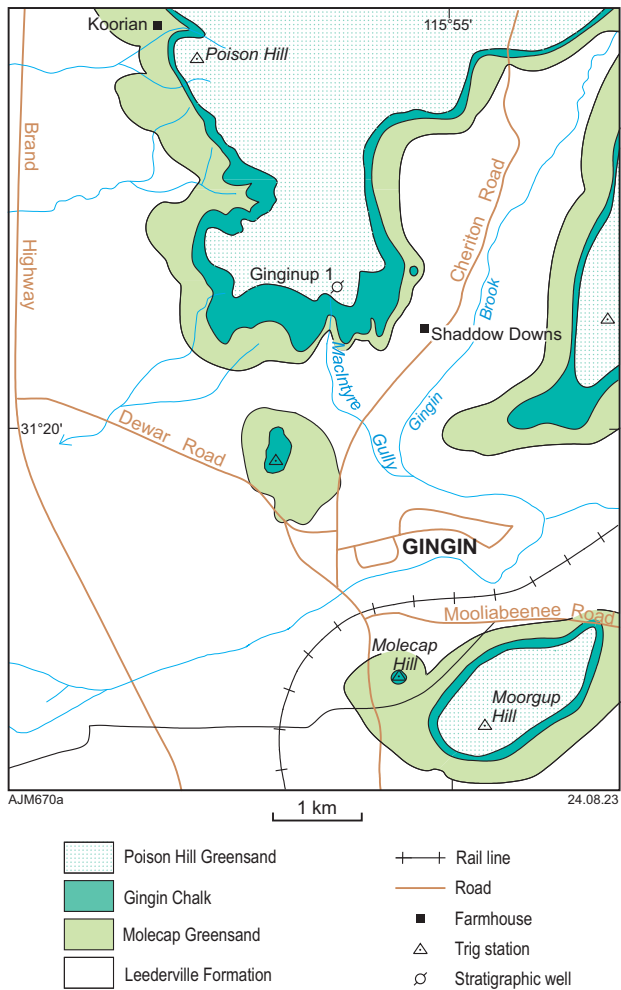 Koorian
115°55'
Poison Hill
Brand
Highway
Cheriton Road
Ginginup 1
Brook
Shaddow Downs
MacIntyre
Gully
Gingin
31°20'
Dewar Road
GINGIN
Mooliabeenee Road
Molecap
Hill
Moorgup
Hill
AJM670a
24.08.23
1 km
Poison Hill Greensand
Gingin Chalk
Molecap Greensand
Leederville Formation
Rail line
Road
Farmhouse
Trig station
Stratigraphic well